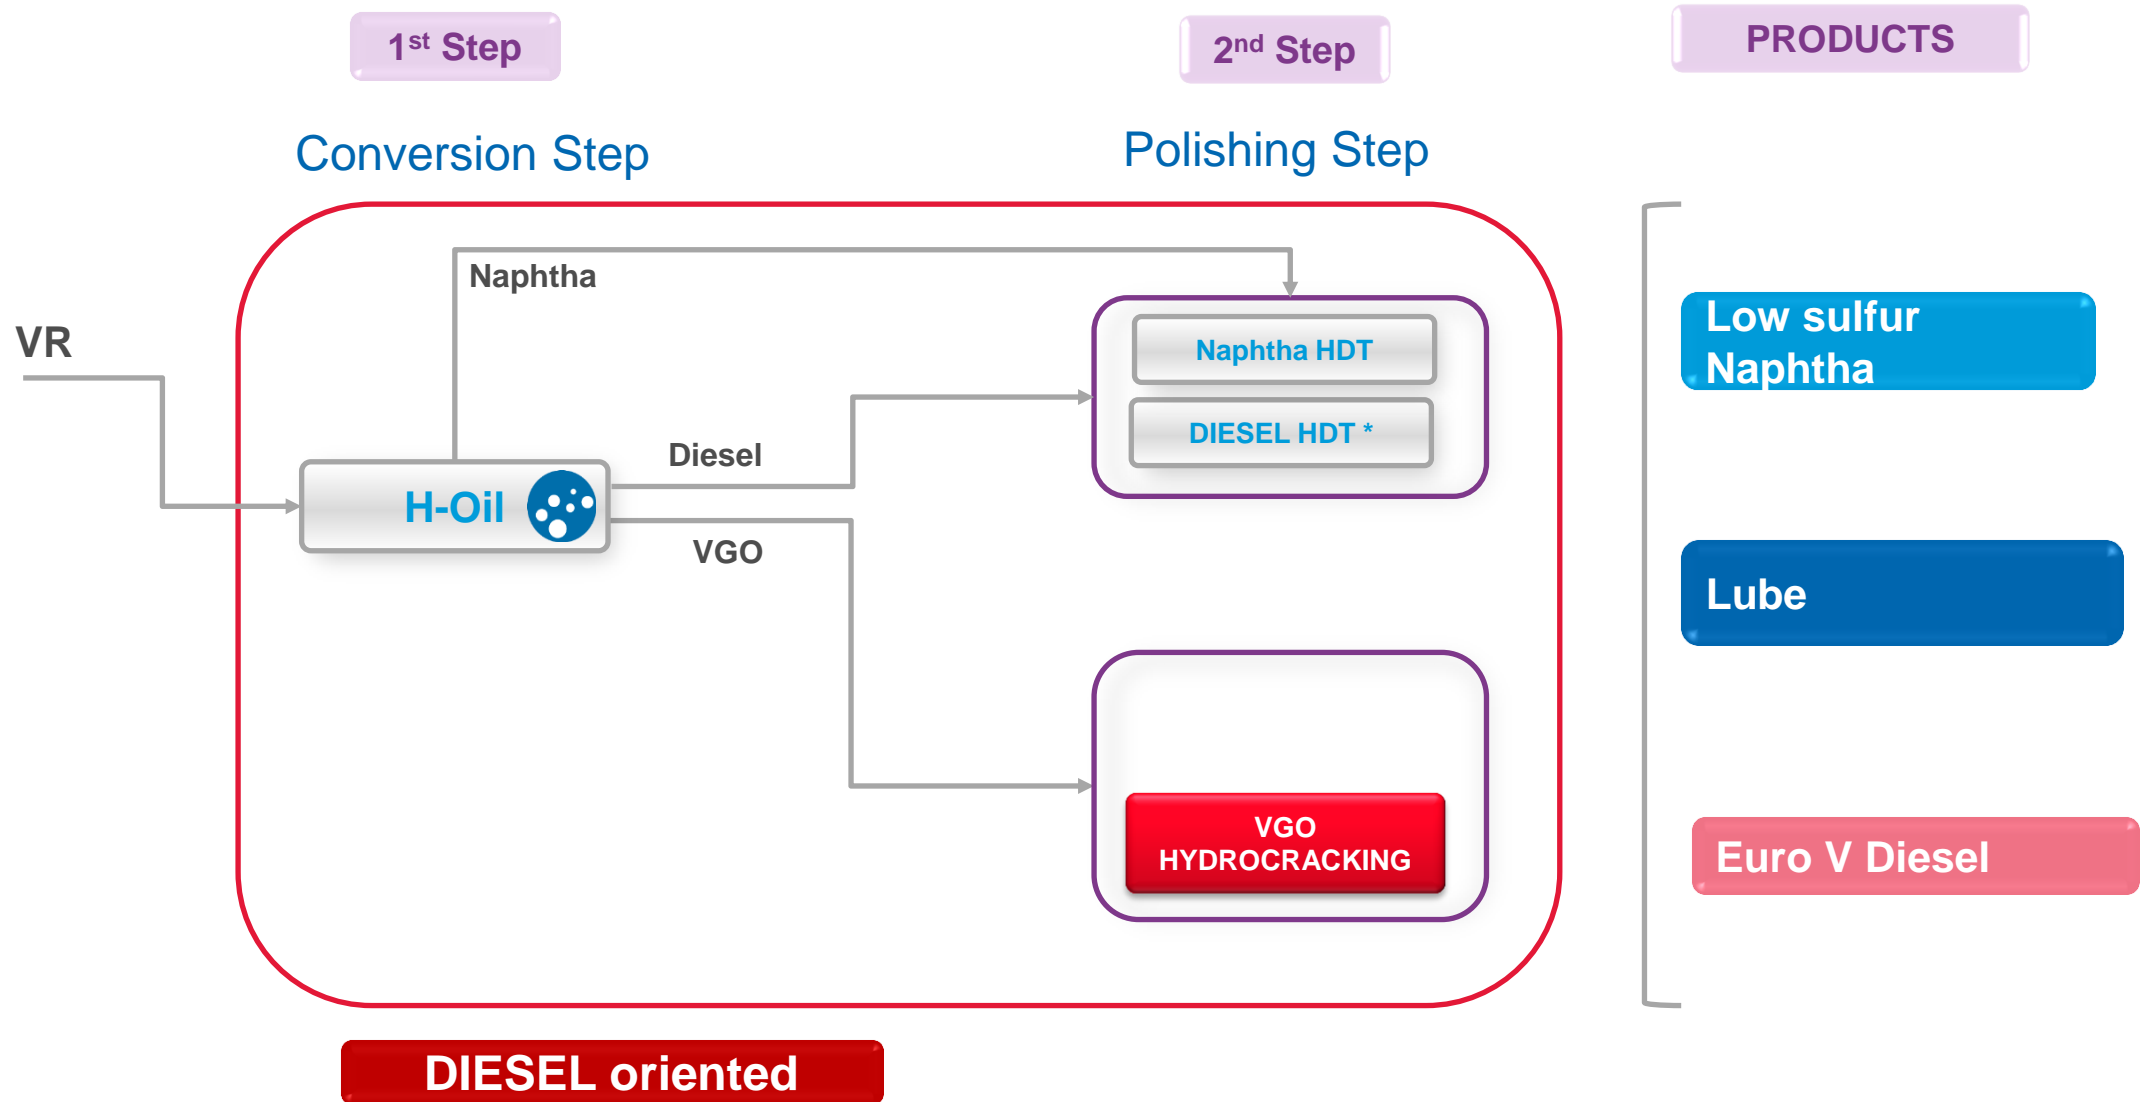 1st Step
2nd Step
PRODUCTS
Conversion Step
Polishing Step
Naphtha
VR
Naphtha HDT
Low sulfur
Naphtha
DIESEL HDT *
Diesel
H-Oil
VGO
Lube
VGO
HYDROCRACKING
Euro V Diesel
DIESEL oriented